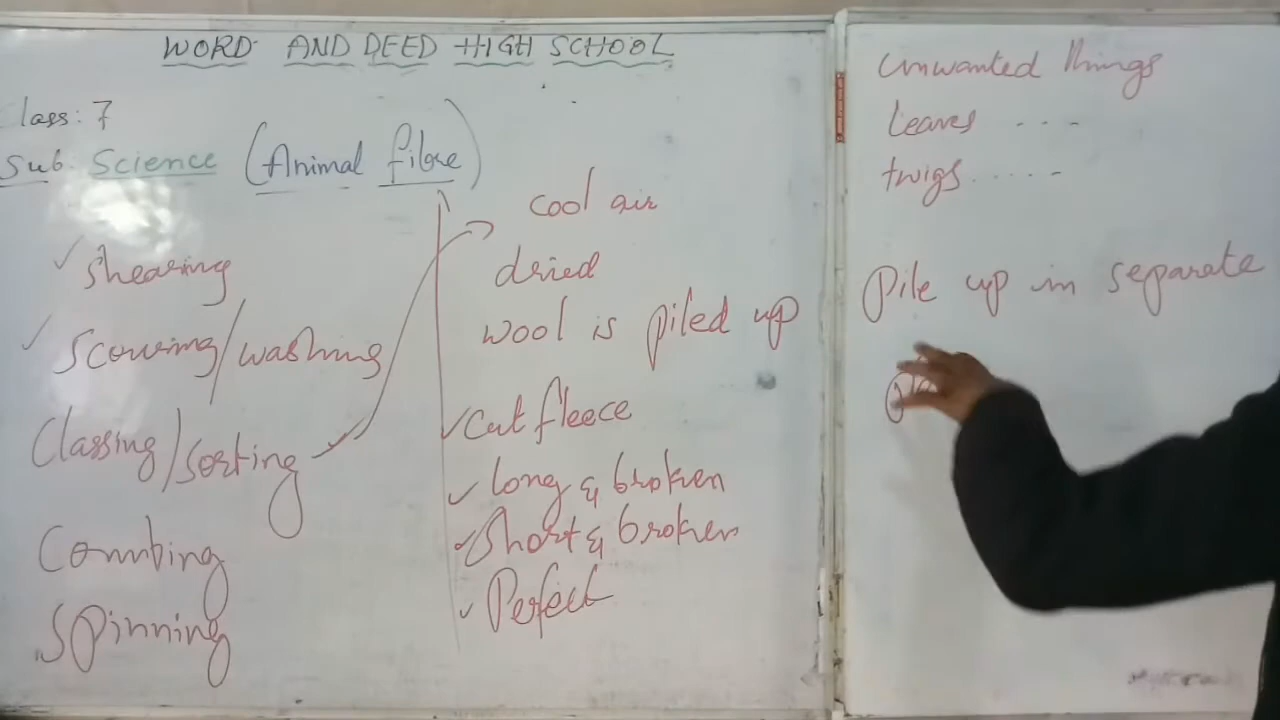 WORD AND DEED HIGH SCHOOL
lass: 7
Sub. Science (Animal fibre)
shearing
Scouring/washing
Classing/sorting
Combing
Spinning
cool air
dried
wool is piled up
Cut fleece
long & broken
Short & broken
Perfect
unwanted things
leaves ...
twigs.....
Pile up in separate